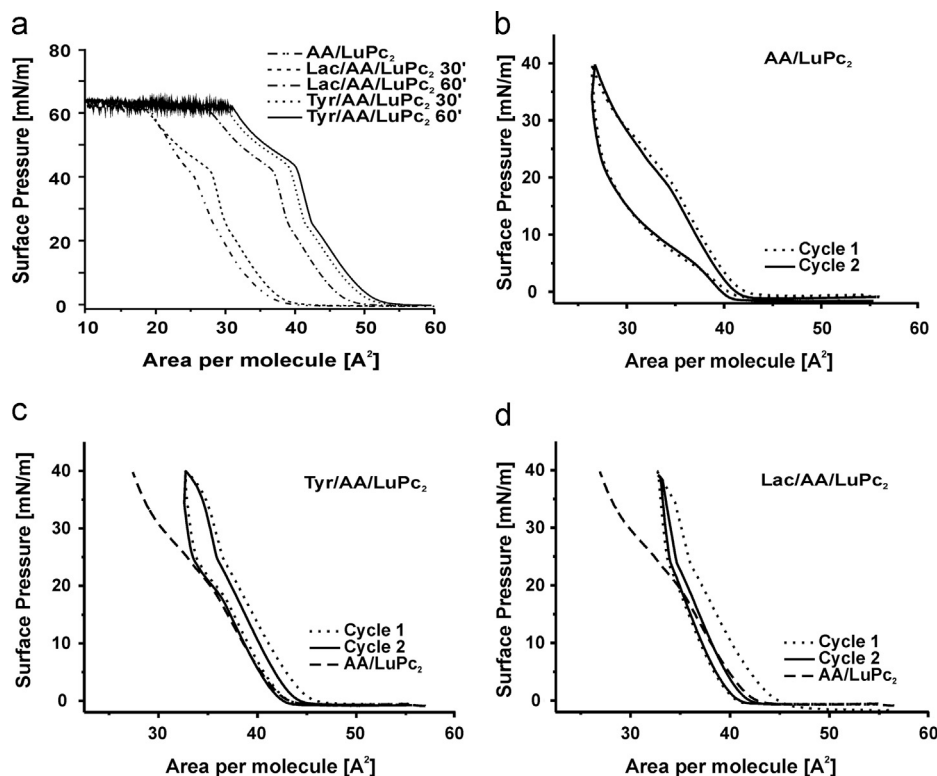 a
80
60
40
20
0
10 20 30 40 50 60
Surface Pressure [mN/m]
Area per molecule [A²]
AA/LuPc₂
Lac/AA/LuPc₂ 30'
Lac/AA/LuPc₂ 60'
Tyr/AA/LuPc₂ 30'
Tyr/AA/LuPc₂ 60'
b
AA/LuPc₂
40
30
20
10
0
30 40 50 60
Surface Pressure [mN/m]
Area per molecule [A²]
Cycle 1
Cycle 2
c
Tyr/AA/LuPc₂
40
30
20
10
0
30 40 50 60
Surface Pressure [mN/m]
Area per molecule [A²]
Cycle 1
Cycle 2
AA/LuPc₂
d
Lac/AA/LuPc₂
40
30
20
10
0
30 40 50 60
Surface Pressure [mN/m]
Area per molecule [A²]
Cycle 1
Cycle 2
AA/LuPc₂